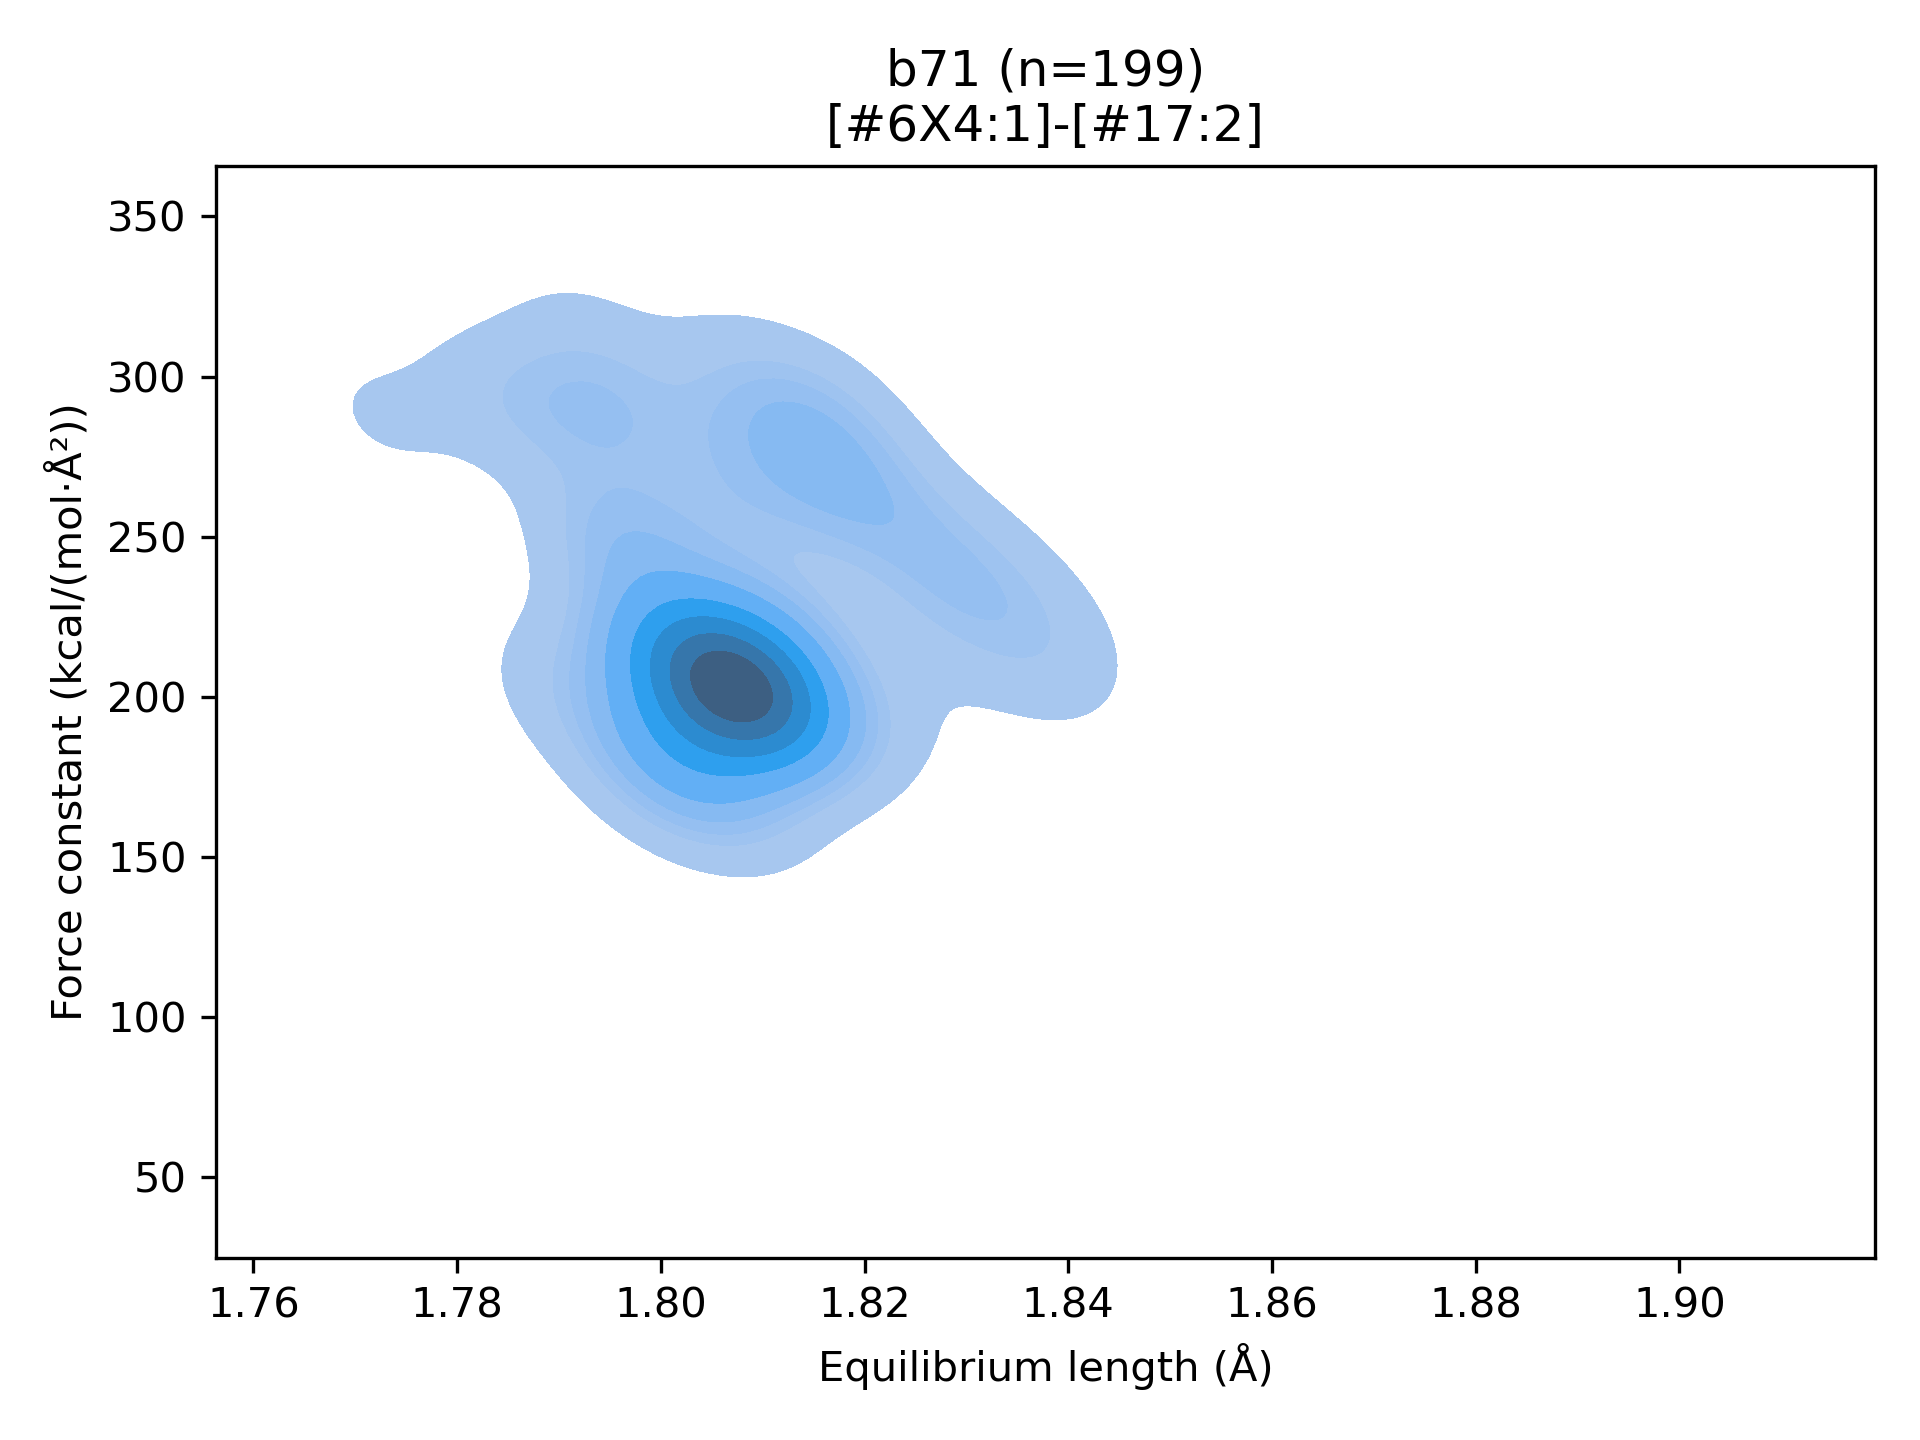 b71 (n=199)
[#6X4:1]-[#17:2]
Force constant (kcal/(mol·Å²))
350
300
250
200
150
100
50
1.76 1.78 1.80 1.82 1.84 1.86 1.88 1.90
Equilibrium length (Å)